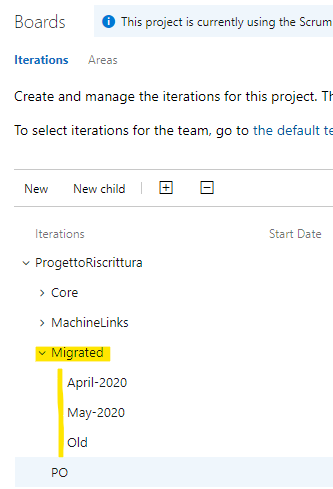 Boards
This project is currently using the Scrum
Iterations Areas
Create and manage the iterations for this project. Th
To select iterations for the team, go to the default te
New New child
Iterations Start Date
ProgettoRiscrittura
Core
MachineLinks
Migrated
April-2020
May-2020
Old
PO